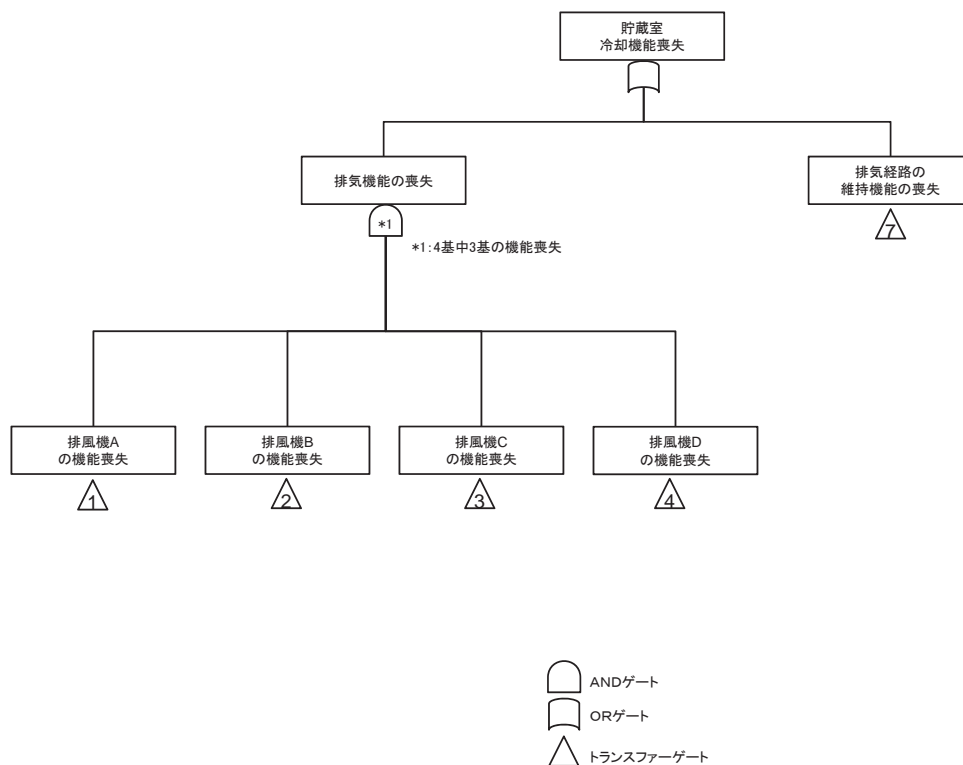 貯蔵室
冷却機能喪失
排気機能の喪失
排気経路の
維持機能の喪失
*1
7
*1:4基中3基の機能喪失
排風機A
の機能喪失
排風機B
の機能喪失
排風機C
の機能喪失
排風機D
の機能喪失
1
2
3
4
ANDゲート
ORゲート
トランスファーゲート